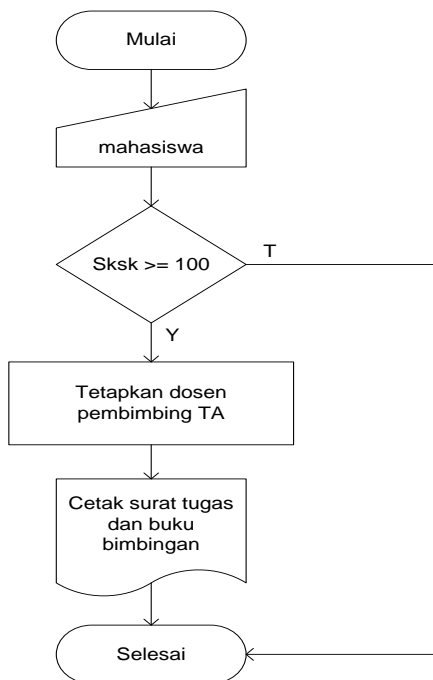 Mulai
mahasiswa
Sksk >= 100
T
Y
Tetapkan dosen
pembimbing TA
Cetak surat tugas
dan buku
bimbingan
Selesai